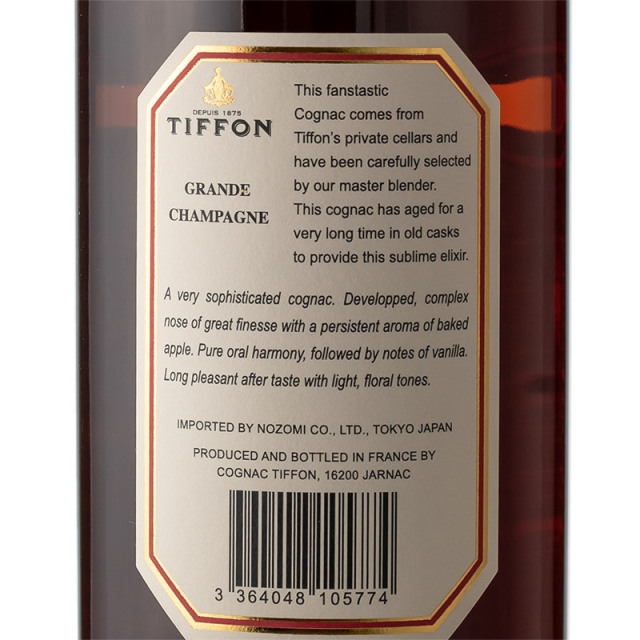 DEPUIS 1875
TIFFON
GRANDE
CHAMPAGNE
This fanstastic
Cognac comes from
Tiffon's private cellars and
have been carefully selected
by our master blender.
This cognac has aged for a
very long time in old casks
to provide this sublime elixir.
A very sophisticated cognac. Developped, complex
nose of great finesse with a persistent aroma of baked
apple. Pure oral harmony, followed by notes of vanilla.
Long pleasant after taste with light, floral tones.
IMPORTED BY NOZOMI CO., LTD., TOKYO JAPAN
PRODUCED AND BOTTLED IN FRANCE BY
COGNAC TIFFON, 16200 JARNAC
3 364048 105774